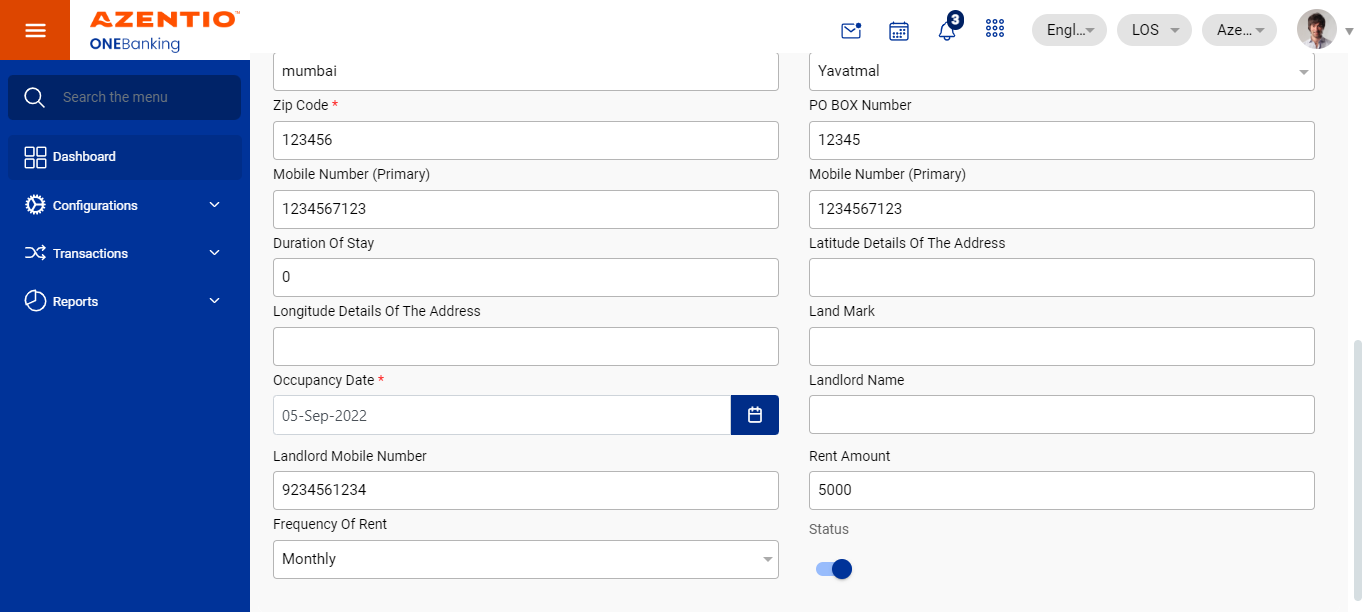 AZENTIO™
ONEBanking
3
Engl...
LOS
Aze...
Search the menu
Dashboard
Configurations
Transactions
Reports
mumbai
Yavatmal
Zip Code *
PO BOX Number
123456
12345
Mobile Number (Primary)
Mobile Number (Primary)
1234567123
1234567123
Duration Of Stay
Latitude Details Of The Address
0
Longitude Details Of The Address
Land Mark
Occupancy Date *
Landlord Name
05-Sep-2022
Landlord Mobile Number
Rent Amount
9234561234
5000
Frequency Of Rent
Status
Monthly